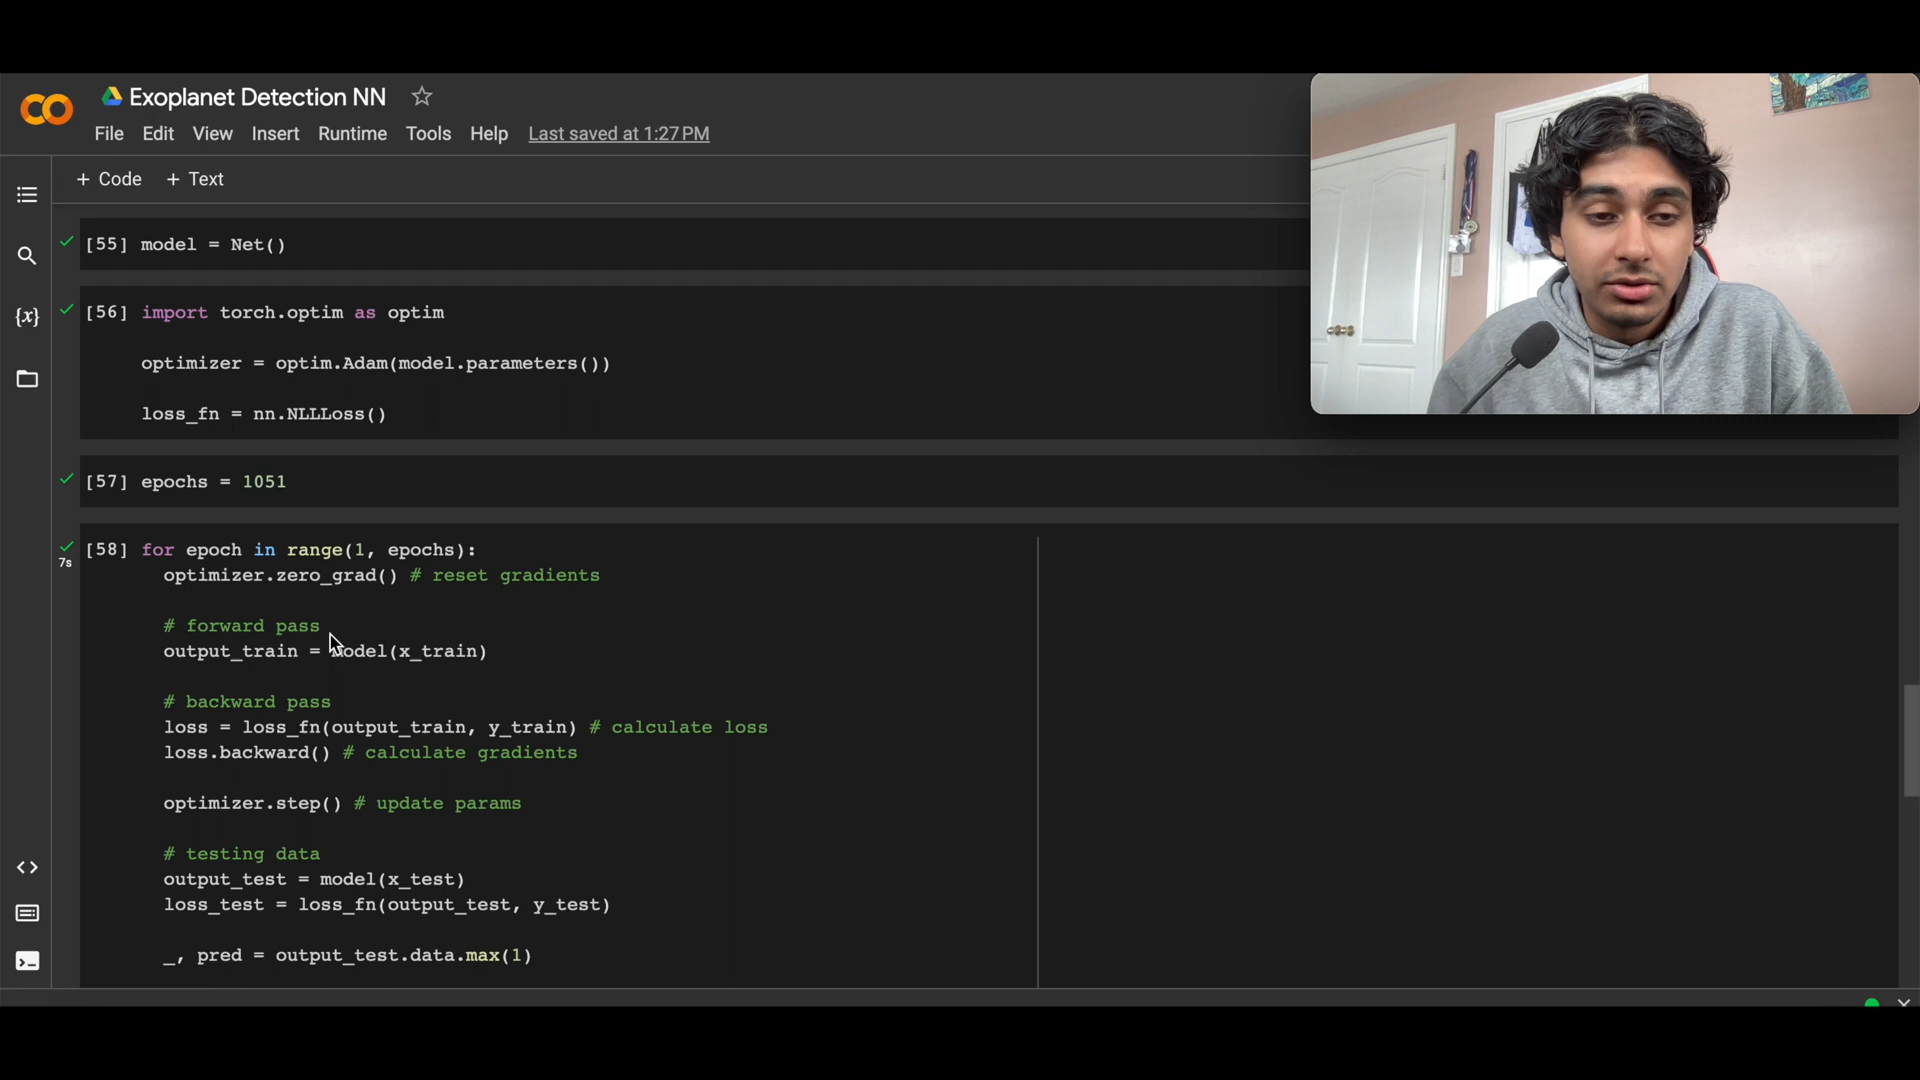 Exoplanet Detection NN
File Edit View Insert Runtime Tools Help Last saved at 1:27 PM
+ Code + Text
[55] model = Net()
[56] import torch.optim as optim
optimizer = optim.Adam(model.parameters())
loss_fn = nn.NLLLoss()
[57] epochs = 1051
[58] for epoch in range(1, epochs):
7s
optimizer.zero_grad() # reset gradients
# forward pass
output_train = model(x_train)
# backward pass
loss = loss_fn(output_train, y_train) # calculate loss
loss.backward() # calculate gradients
optimizer.step() # update params
# testing data
output_test = model(x_test)
loss_test = loss_fn(output_test, y_test)
_, pred = output_test.data.max(1)